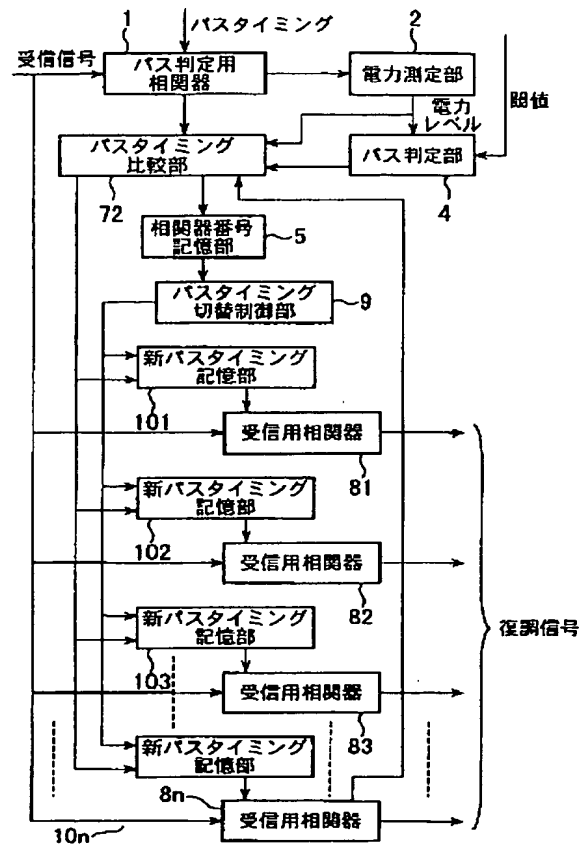 パスタイミング
1
2
受信信号
パス判定用
相関器
電力測定部
電力
レベル
閾値
パスタイミング
比較部
パス判定部
72
4
相関器番号
記憶部
5
パスタイミング
切替制御部
9
新パスタイミング
記憶部
101
受信用相関器
81
新パスタイミング
記憶部
102
受信用相関器
82
復調信号
新パスタイミング
記憶部
103
受信用相関器
83
新パスタイミング
記憶部
8n
受信用相関器
10n